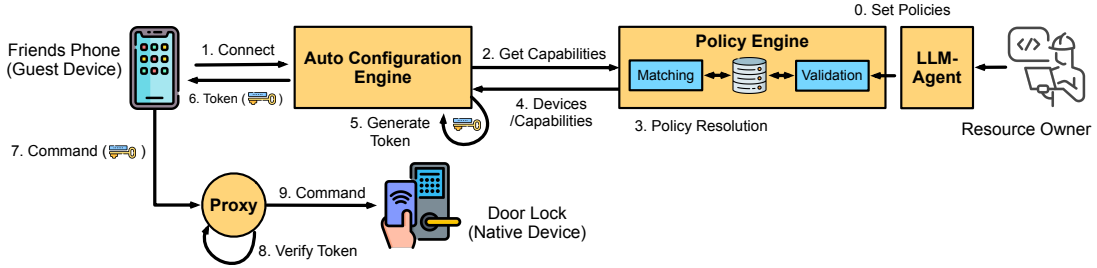 0. Set Policies
Friends Phone
(Guest Device)
1. Connect
Auto Configuration
Engine
2. Get Capabilities
Policy Engine
Matching
Validation
LLM-
Agent
6. Token ( )
4. Devices
/Capabilities
5. Generate
Token
3. Policy Resolution
Resource Owner
7. Command ( )
Proxy
9. Command
8. Verify Token
Door Lock
(Native Device)